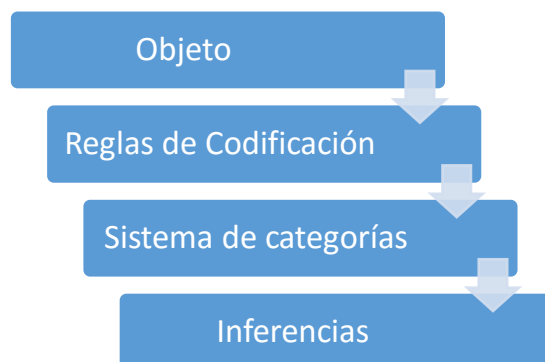 Objeto
Reglas de Codificación
Sistema de categorías
Inferencias